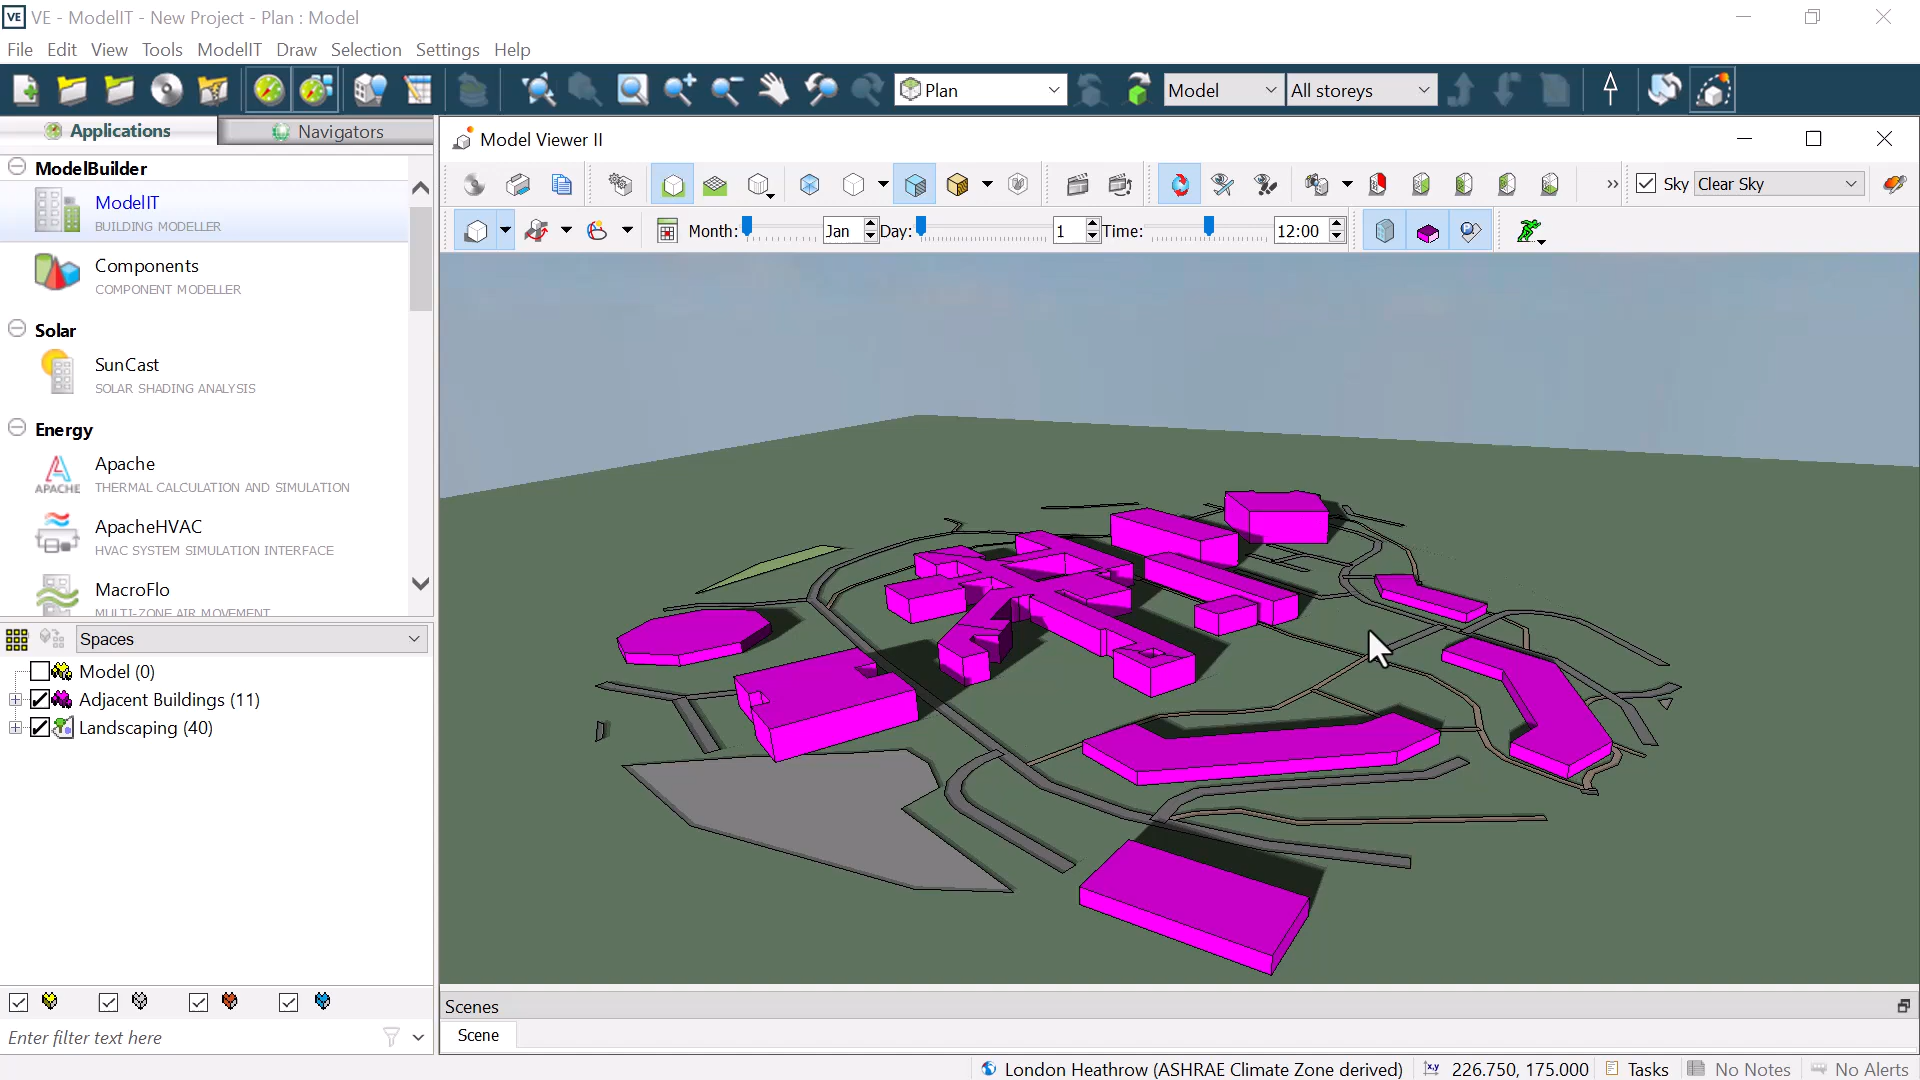 VE - ModelIT - New Project - Plan : Model
File Edit View Tools ModelIT Draw Selection Settings Help
Plan Model All storeys
Applications Navigators
Model Viewer II
ModelBuilder
ModelIT
BUILDING MODELLER
Sky Clear Sky
Month: Jan Day: 1 Time: 12:00
Components
COMPONENT MODELLER
Solar
SunCast
SOLAR SHADING ANALYSIS
Energy
Apache
APACHE THERMAL CALCULATION AND SIMULATION
ApacheHVAC
HVAC SYSTEM SIMULATION INTERFACE
MacroFlo
MULTI-ZONE AIR MOVEMENT
Spaces
Model (0)
Adjacent Buildings (11)
Landscaping (40)
Enter filter text here
Scenes
Scene
London Heathrow (ASHRAE Climate Zone derived) x,y 226.750, 175.000 Tasks No Notes No Alerts